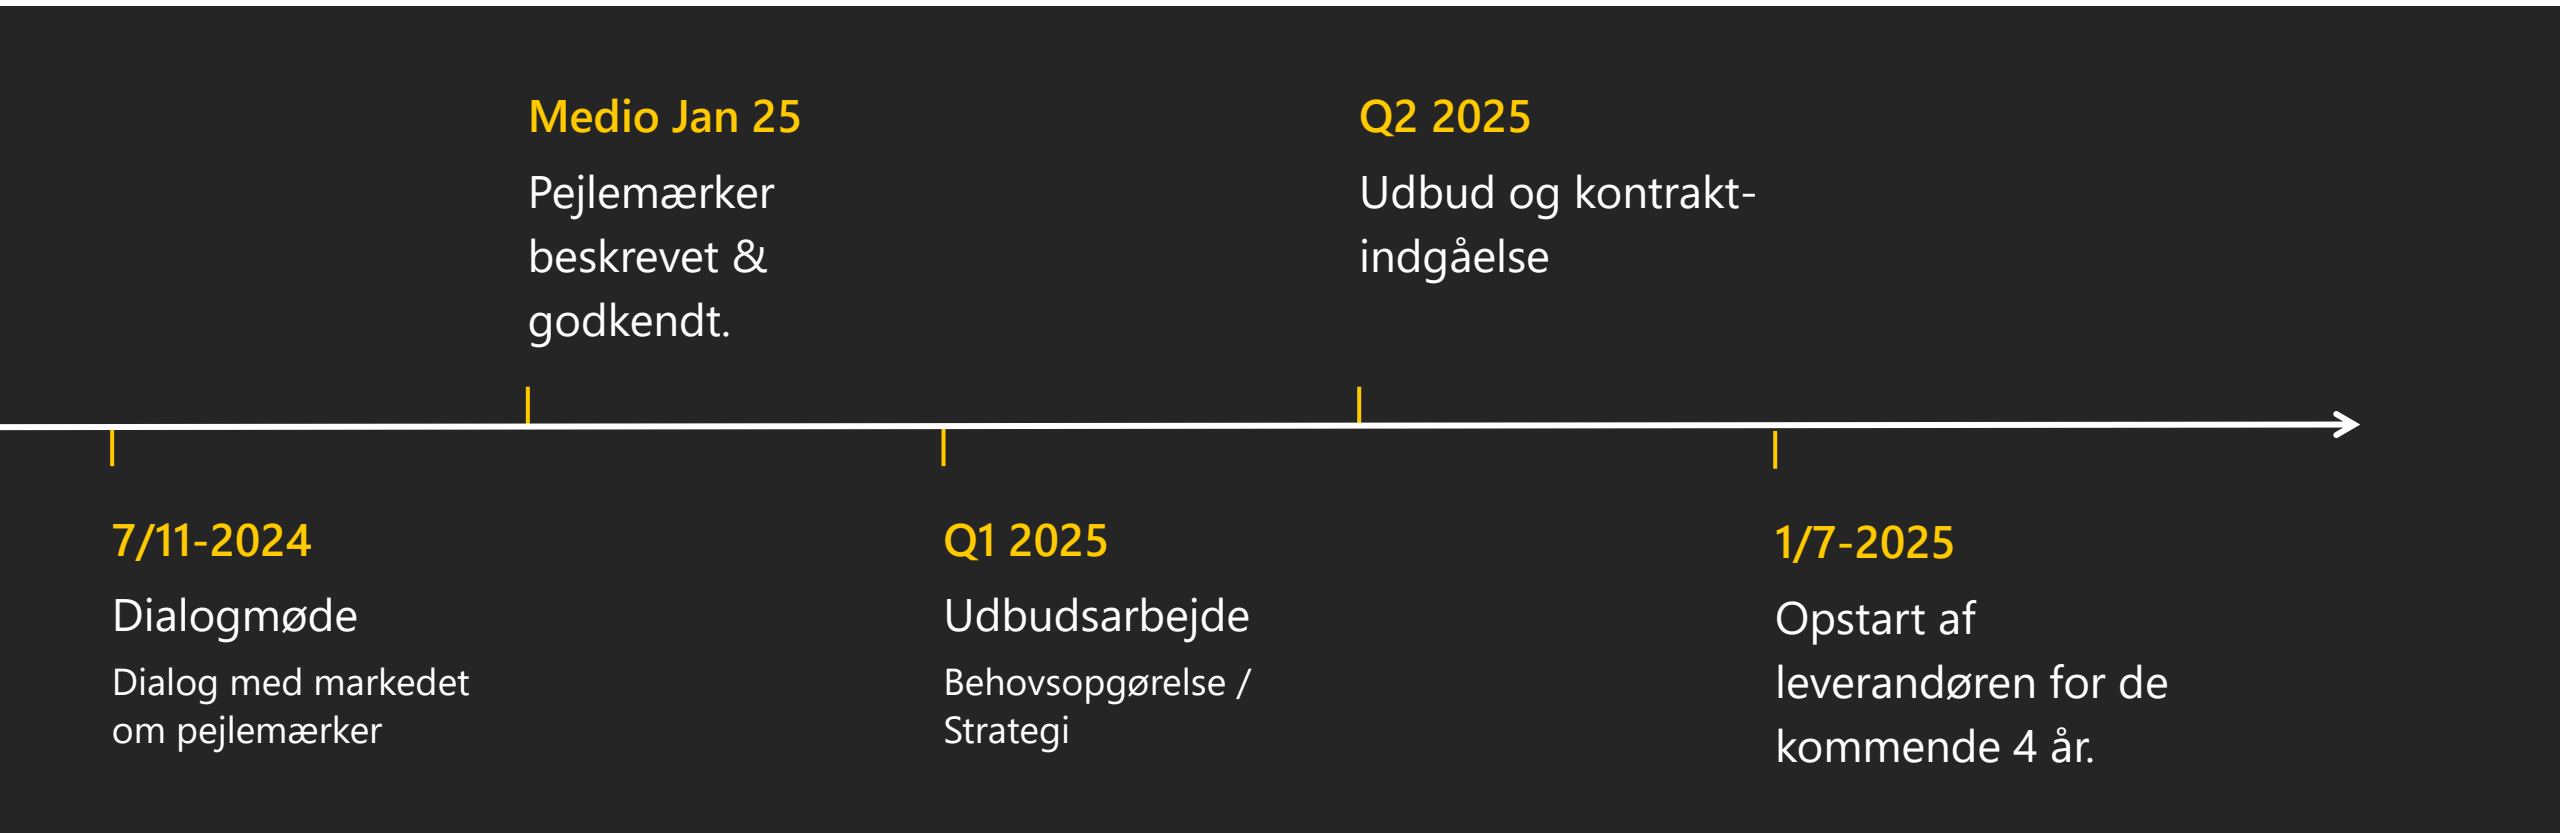 Medio Jan 25
Pejlemærker
beskrevet &
godkendt.
Q2 2025
Udbud og kontrakt-
indgåelse
7/11-2024
Dialogmøde
Dialog med markedet
om pejlemærker
Q1 2025
Udbudsarbejde
Behovsopgørelse /
Strategi
1/7-2025
Opstart af
leverandøren for de
kommende 4 år.